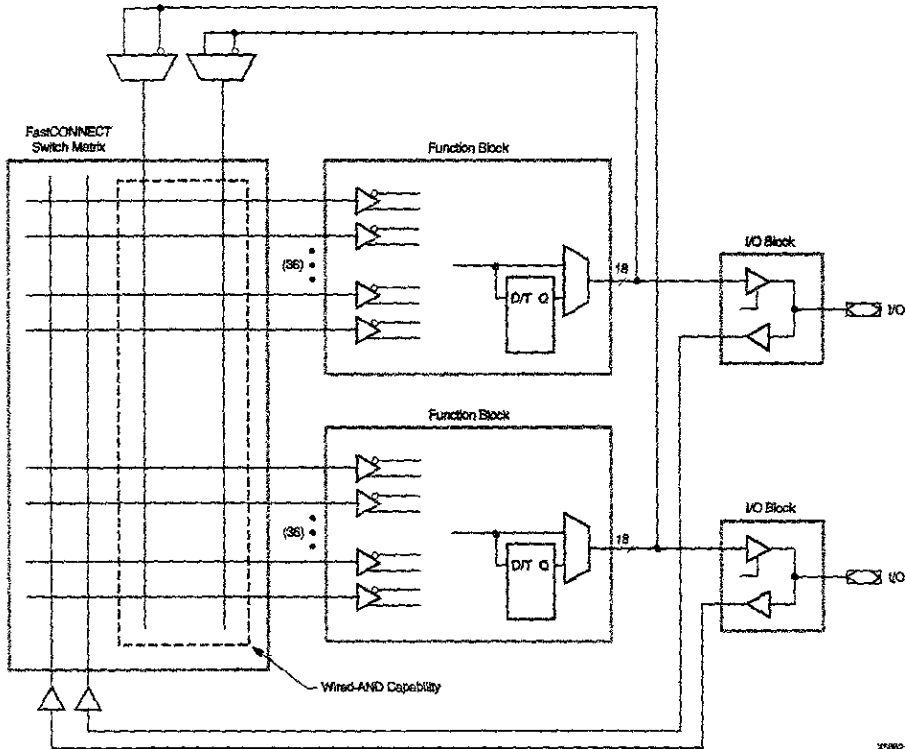 FastCONNECT
Switch Matrix
Function Block
(36)
D/T Q
18
I/O Block
I/O
Function Block
(36)
D/T Q
18
I/O Block
I/O
Wired-AND Capability